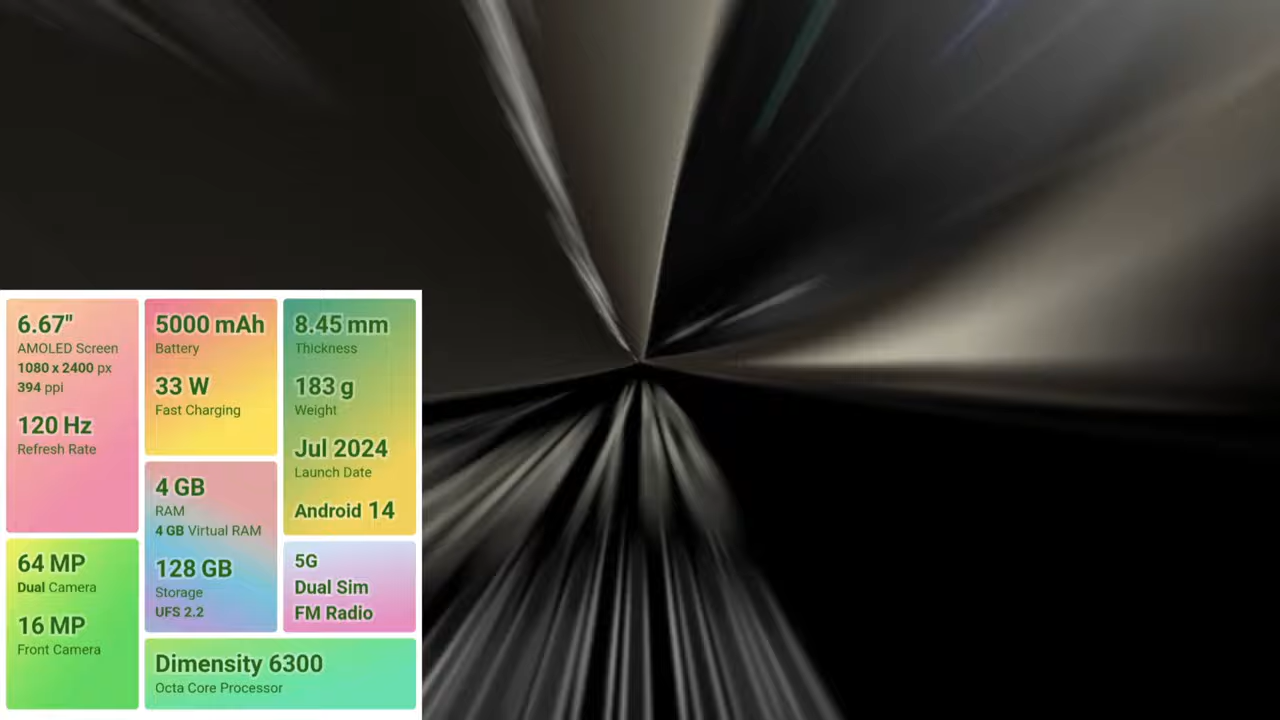 6.67"
AMOLED Screen
1080 x 2400 px
394 ppi
120 Hz
Refresh Rate
64 MP
Dual Camera
16 MP
Front Camera
5000 mAh
Battery
33 W
Fast Charging
4 GB
RAM
4 GB Virtual RAM
128 GB
Storage
UFS 2.2
8.45 mm
Thickness
183 g
Weight
Jul 2024
Launch Date
Android 14
5G
Dual Sim
FM Radio
Dimensity 6300
Octa Core Processor